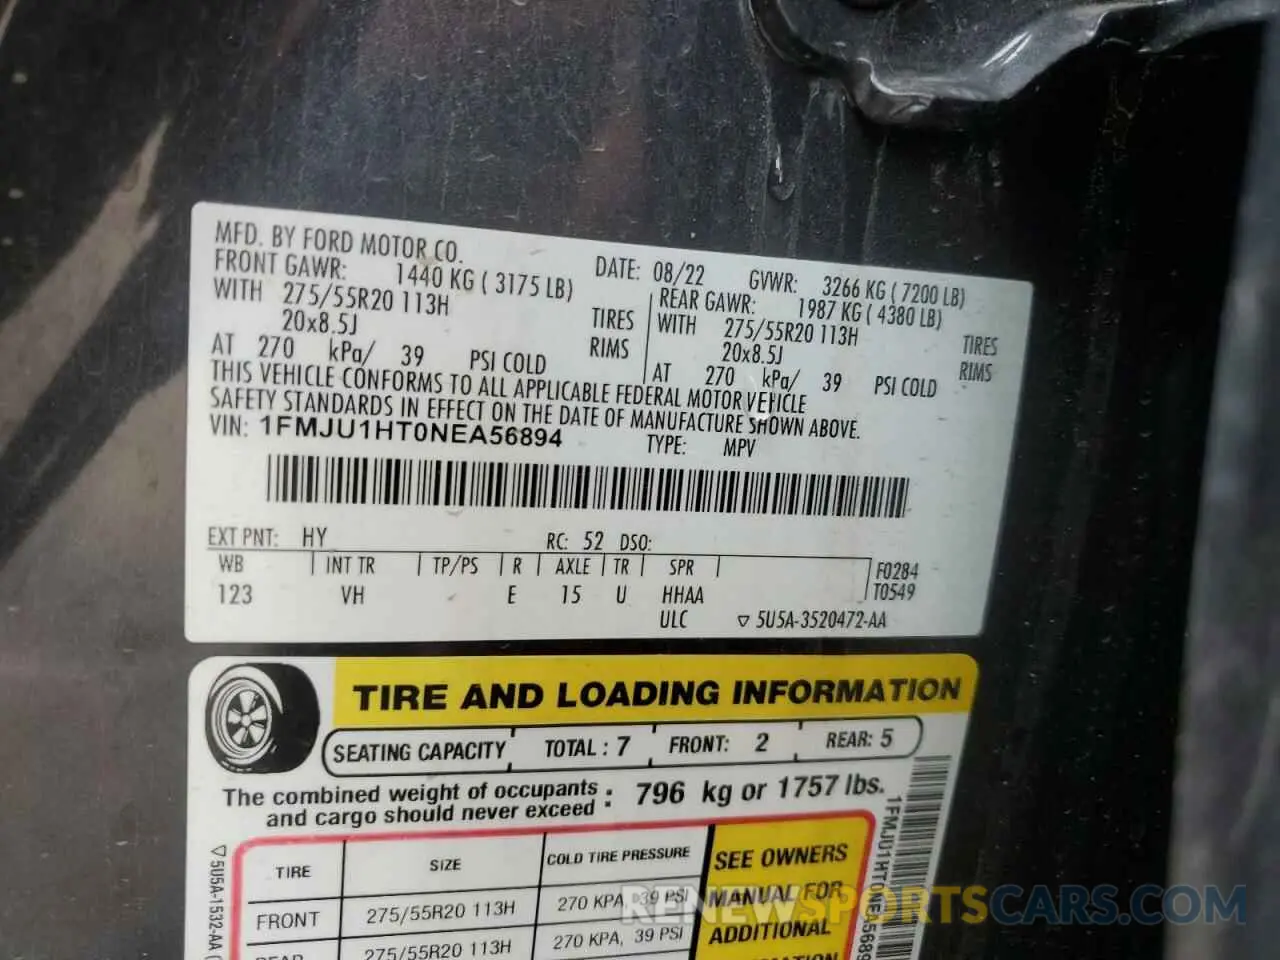 MFD. BY FORD MOTOR CO.
DATE: 08/22 GVWR: 3266 KG ( 7200 LB)
FRONT GAWR: 1440 KG ( 3175 LB)
WITH 275/55R20 113H TIRES
20x8.5J RIMS
AT 270 kPa/ 39 PSI COLD
REAR GAWR: 1987 KG ( 4380 LB)
WITH 275/55R20 113H TIRES
20x8.5J RIMS
AT 270 kPa/ 39 PSI COLD
THIS VEHICLE CONFORMS TO ALL APPLICABLE FEDERAL MOTOR VEHICLE
SAFETY STANDARDS IN EFFECT ON THE DATE OF MANUFACTURE SHOWN ABOVE.
VIN: 1FMJU1HT0NEA56894 TYPE: MPV
EXT PNT: HY RC: 52 DSO:
WB INT TR TP/PS R AXLE TR SPR F0284
123 VH E 15 U HHAA T0549
ULC ▽ 5U5A-3520472-AA
TIRE AND LOADING INFORMATION
SEATING CAPACITY TOTAL : 7 FRONT: 2 REAR: 5
The combined weight of occupants
and cargo should never exceed : 796 kg or 1757 lbs.
TIRE SIZE COLD TIRE PRESSURE
FRONT 275/55R20 113H 270 KPA, 39 PSI
REAR 275/55R20 113H 270 KPA, 39 PSI
SEE OWNERS
MANUAL FOR
ADDITIONAL
▽5U5A-1532-AA
1FMJU1HT0NEA5689
RENEWSPORTSCARS.COM